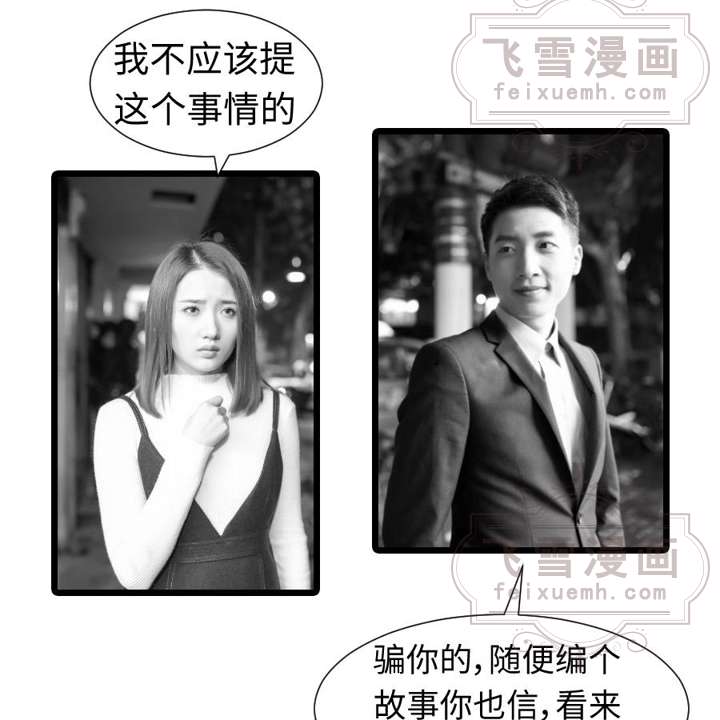 我不应该提
这个事情的
飞雪漫画
feixuemh.com
飞雪漫画
feixuemh.com
骗你的，随便编个
故事你也信，看来